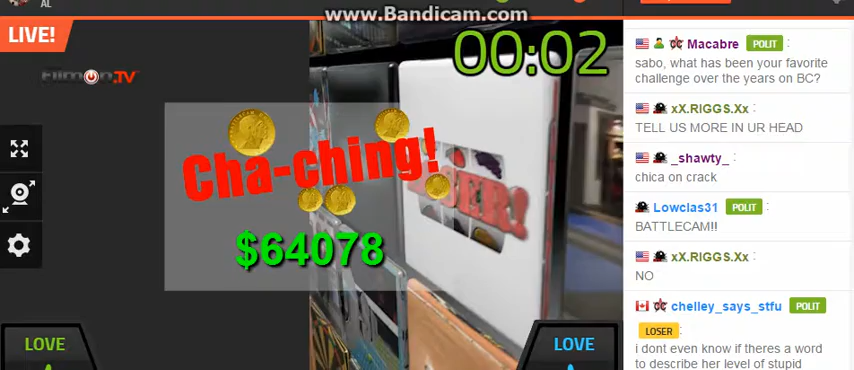 AL
www.Bandicam.com
LIVE!
FilmOn.TV
00:02
Cha-ching!
$64078
LOVE
LOVE
Macabre POLIT :
sabo, what has been your favorite
challenge over the years on BC?
xX.RIGGS.Xx :
TELL US MORE IN UR HEAD
_shawty_ :
chica on crack
Lowclas31 POLIT :
BATTLECAM!!
xX.RIGGS.Xx :
NO
chelley_says_stfu POLIT
LOSER :
i dont even know if theres a word
to describe her level of stupid